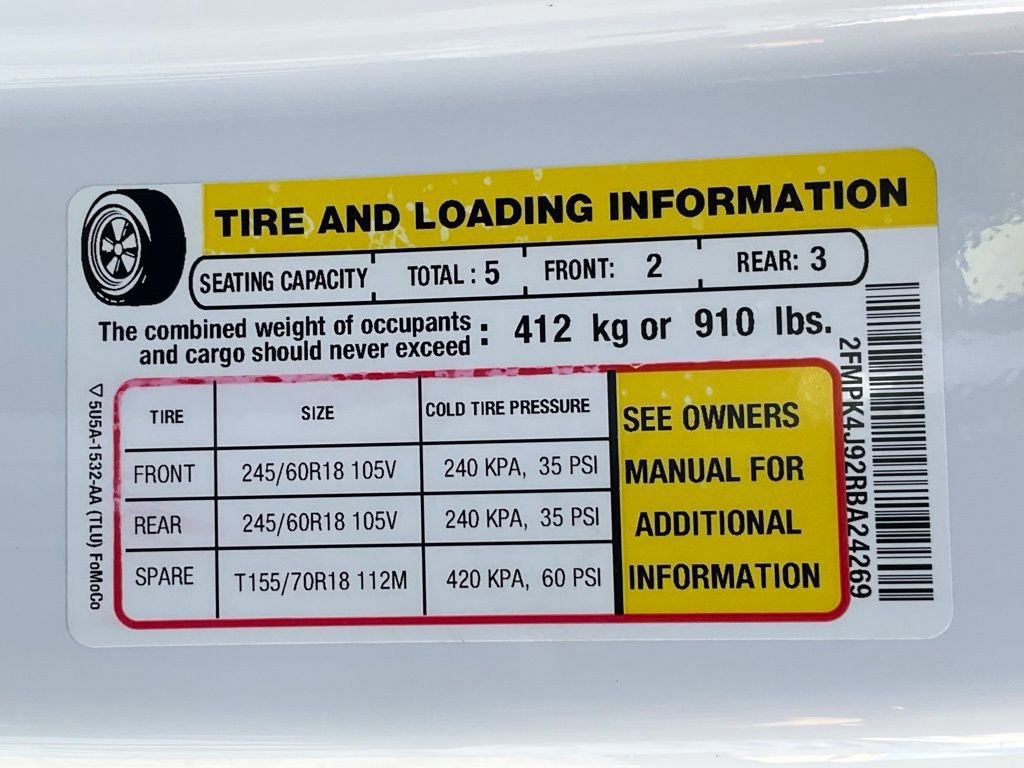 TIRE AND LOADING INFORMATION
SEATING CAPACITY TOTAL : 5 FRONT: 2 REAR: 3
The combined weight of occupants
and cargo should never exceed : 412 kg or 910 lbs.
TIRE SIZE COLD TIRE PRESSURE
FRONT 245/60R18 105V 240 KPA, 35 PSI
REAR 245/60R18 105V 240 KPA, 35 PSI
SPARE T155/70R18 112M 420 KPA, 60 PSI
SEE OWNERS
MANUAL FOR
ADDITIONAL
INFORMATION
5U5A-1532-AA (TLU) FoMoCo
2FMPK4J92RBA24269